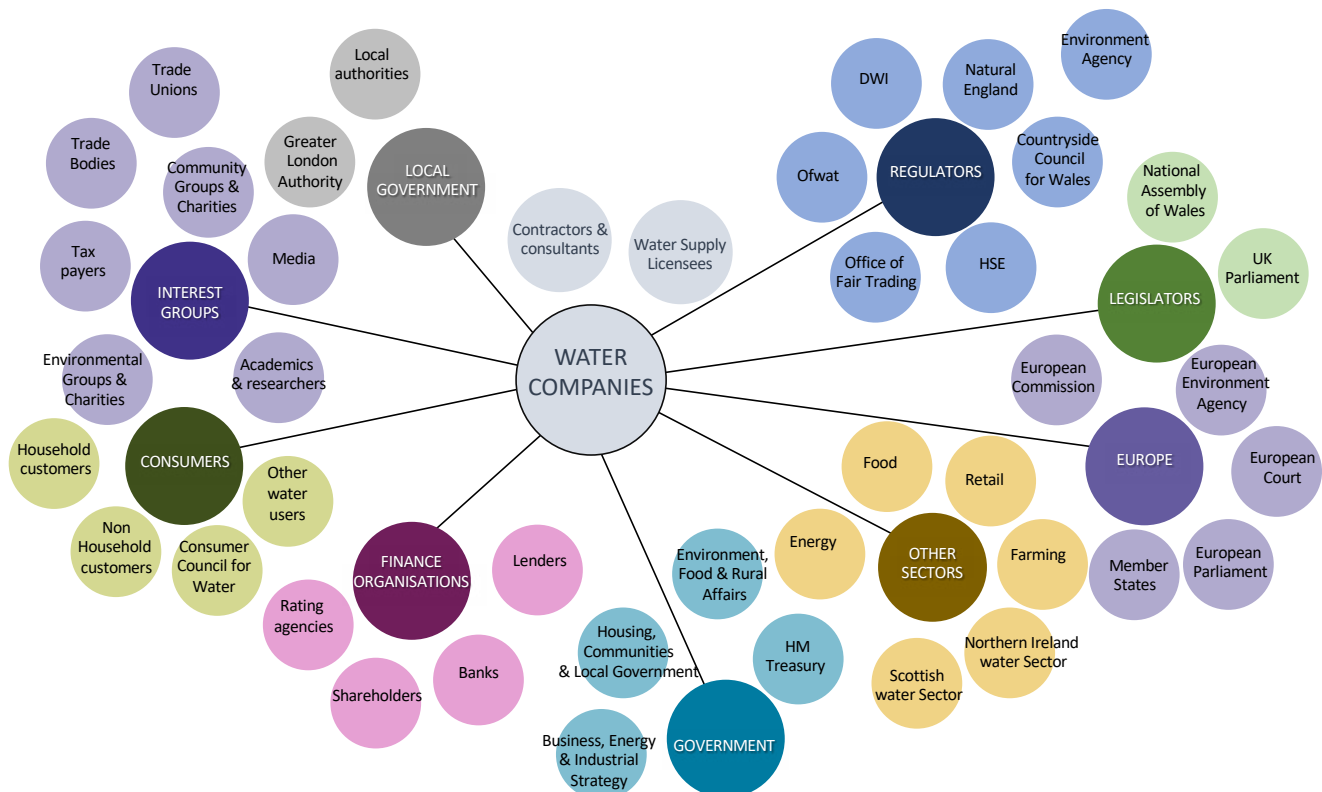 Trade
Unions
Trade
Bodies
Community
Groups &
Charities
Tax
payers
Media
INTEREST
GROUPS
Environmental
Groups &
Charities
Academics
& researchers
Local
authorities
Greater
London
Authority
LOCAL
GOVERNMENT
Contractors &
consultants
Water Supply
Licensees
WATER
COMPANIES
DWI
Natural
England
Environment
Agency
Ofwat
REGULATORS
Countryside
Council
for Wales
Office of
Fair Trading
HSE
National
Assembly
of Wales
UK
Parliament
LEGISLATORS
European
Commission
European
Environment
Agency
EUROPE
European
Court
Member
States
European
Parliament
Food
Retail
Energy
OTHER
SECTORS
Farming
Northern Ireland
water Sector
Scottish
water Sector
Environment,
Food & Rural
Affairs
Housing,
Communities
& Local Government
HM
Treasury
Business, Energy
& Industrial
Strategy
GOVERNMENT
FINANCE
ORGANISATIONS
Lenders
Rating
agencies
Banks
Shareholders
Household
customers
CONSUMERS
Other
water
users
Non
Household
customers
Consumer
Council for
Water